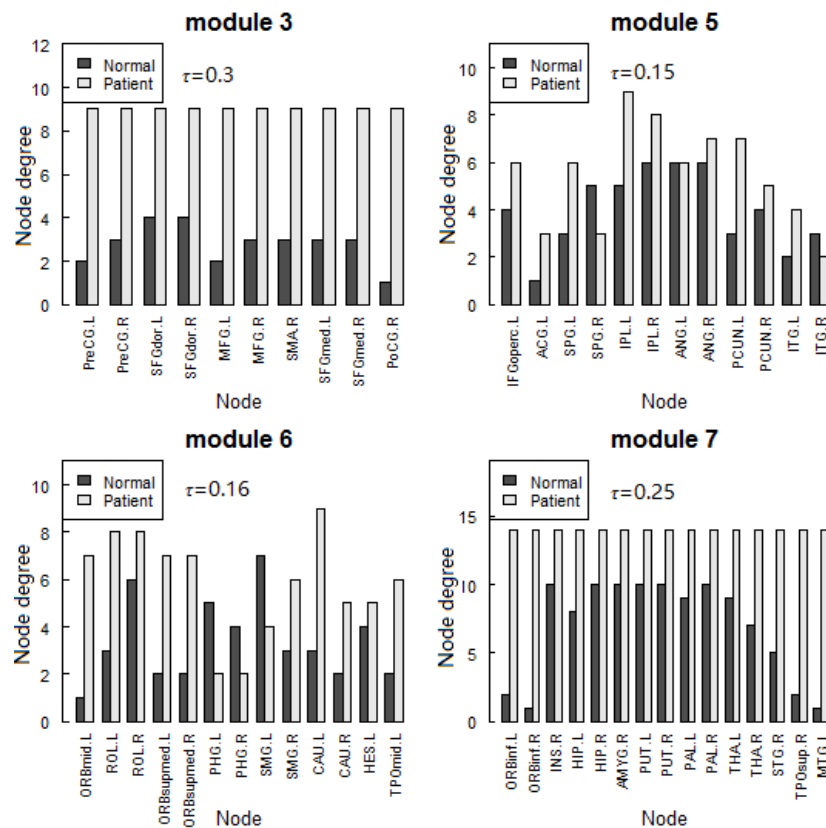 module 3
12
10
8
6
4
2
0
Node degree
Normal
Patient
τ=0.3
PreCG.L
PreCG.R
SFGdor.L
SFGdor.R
MFG.L
MFG.R
SMA.R
SFGmed.L
SFGmed.R
PoCG.R
Node
module 5
10
8
6
4
2
0
Node degree
Normal
Patient
τ=0.15
IFGoperc.L
ACG.L
SPG.L
SPG.R
IPL.L
IPL.R
ANG.L
ANG.R
PCUN.L
PCUN.R
ITG.L
ITG.R
Node
module 6
10
8
6
4
2
0
Node degree
Normal
Patient
τ=0.16
ORBmid.L
ROL.L
ROL.R
ORBsupmed.L
ORBsupmed.R
PHG.L
PHG.R
SMG.L
SMG.R
CAU.L
CAU.R
HES.L
TPOmid.L
Node
module 7
15
10
5
0
Node degree
Normal
Patient
τ=0.25
ORBinf.L
ORBinf.R
INS.R
HIP.L
HIP.R
AMYG.R
PUT.L
PUT.R
PAL.L
PAL.R
THA.L
THA.R
STG.R
TPOsup.R
MTG.L
Node